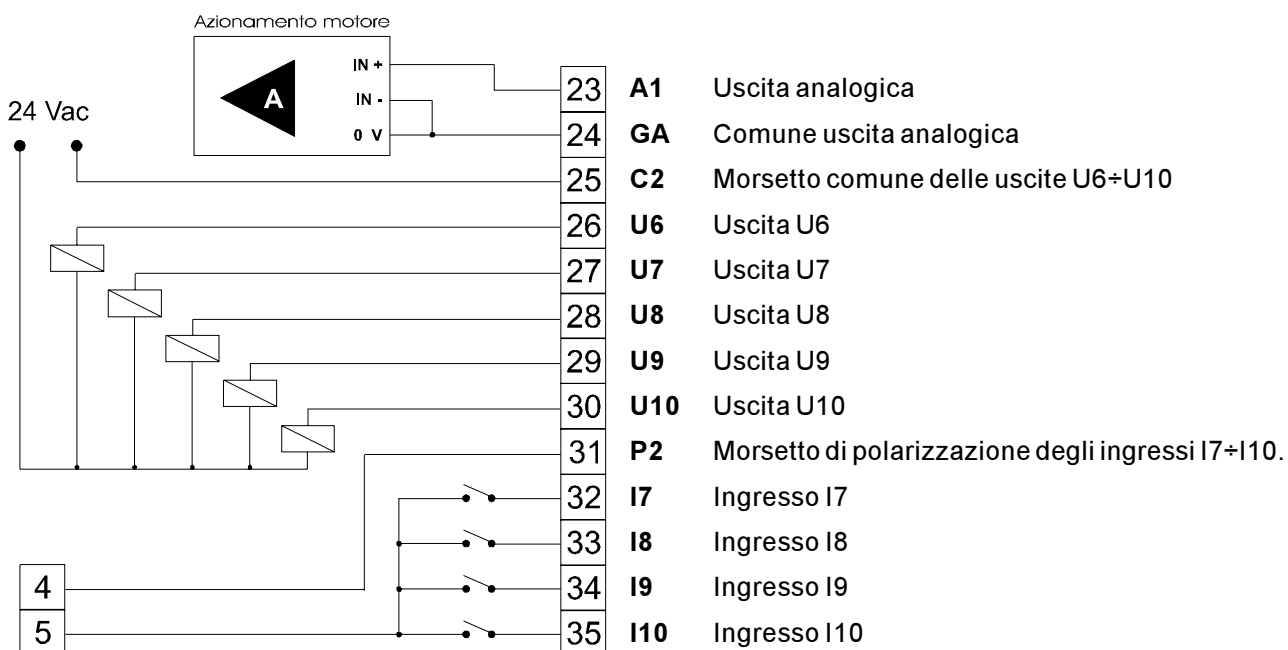 Azionamento motore
IN +
A
IN -
0 V
24 Vac
23 A1 Uscita analogica
24 GA Comune uscita analogica
25 C2 Morsetto comune delle uscite U6÷U10
26 U6 Uscita U6
27 U7 Uscita U7
28 U8 Uscita U8
29 U9 Uscita U9
30 U10 Uscita U10
31 P2 Morsetto di polarizzazione degli ingressi I7÷I10.
32 I7 Ingresso I7
33 I8 Ingresso I8
4
34 I9 Ingresso I9
5
35 I10 Ingresso I10